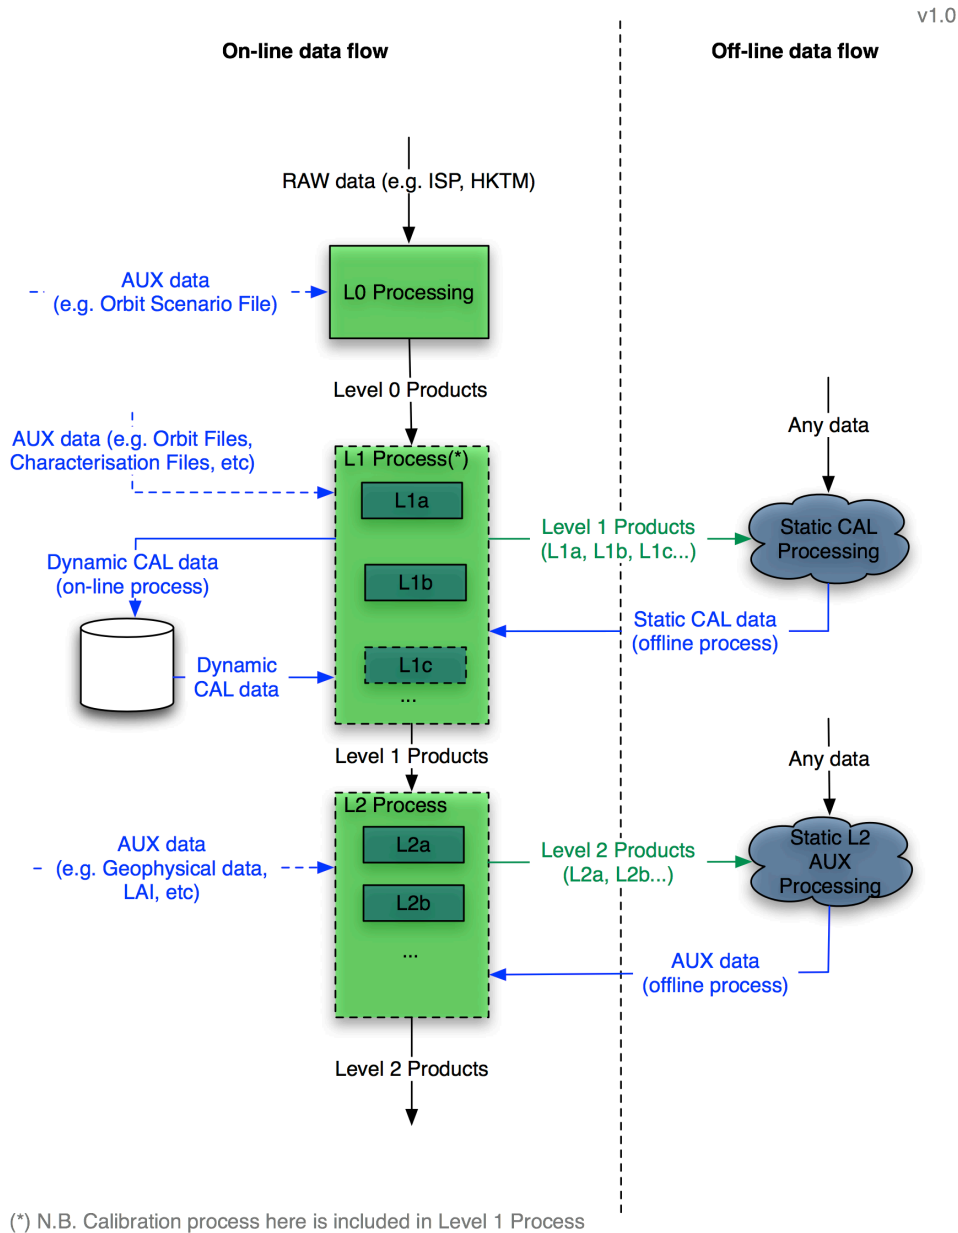 v1.0
On-line data flow
Off-line data flow
RAW data (e.g. ISP, HKTM)
AUX data
(e.g. Orbit Scenario File)
L0 Processing
Level 0 Products
AUX data (e.g. Orbit Files,
Characterisation Files, etc)
L1 Process(*)
L1a
Any data
Level 1 Products
(L1a, L1b, L1c...)
Static CAL
Processing
Dynamic CAL data
(on-line process)
L1b
Static CAL data
(offline process)
Dynamic
CAL data
L1c
...
Level 1 Products
Any data
L2 Process
L2a
AUX data
(e.g. Geophysical data,
LAI, etc)
Level 2 Products
(L2a, L2b...)
Static L2
AUX
Processing
L2b
...
AUX data
(offline process)
Level 2 Products
(*) N.B. Calibration process here is included in Level 1 Process